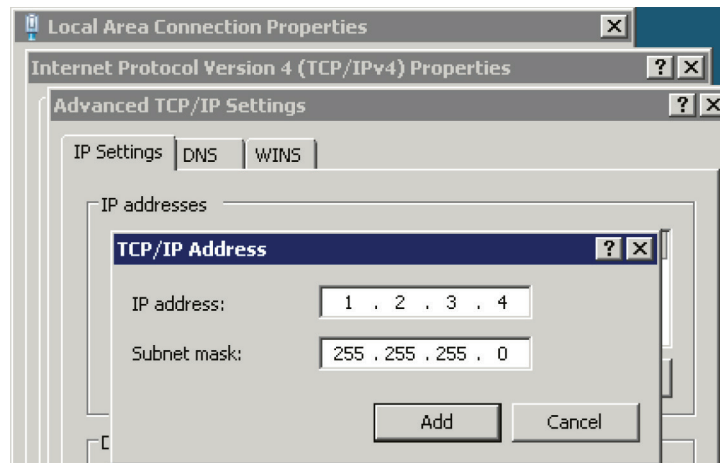 Local Area Connection Properties
Internet Protocol Version 4 (TCP/IPv4) Properties
Advanced TCP/IP Settings
IP Settings DNS WINS
IP addresses
TCP/IP Address
IP address: 1 . 2 . 3 . 4
Subnet mask: 255 . 255 . 255 . 0
Add Cancel